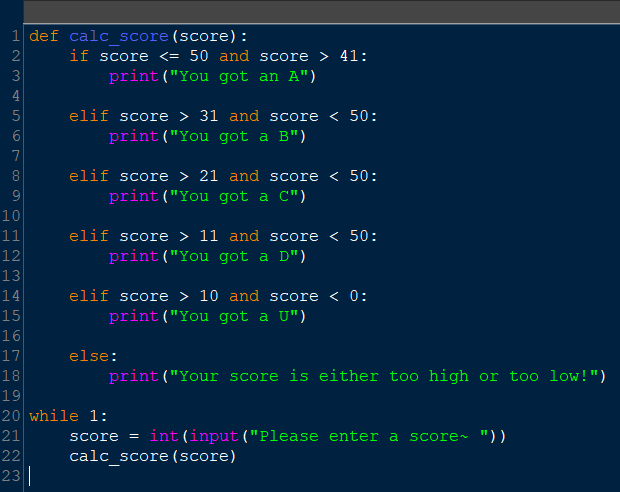 1 def calc_score(score):
2     if score <= 50 and score > 41:
3         print("You got an A")
4
5     elif score > 31 and score < 50:
6         print("You got a B")
7
8     elif score > 21 and score < 50:
9         print("You got a C")
10
11     elif score > 11 and score < 50:
12         print("You got a D")
13
14     elif score > 10 and score < 0:
15         print("You got a U")
16
17     else:
18         print("Your score is either too high or too low!")
19
20 while 1:
21     score = int(input("Please enter a score~ "))
22     calc_score(score)
23